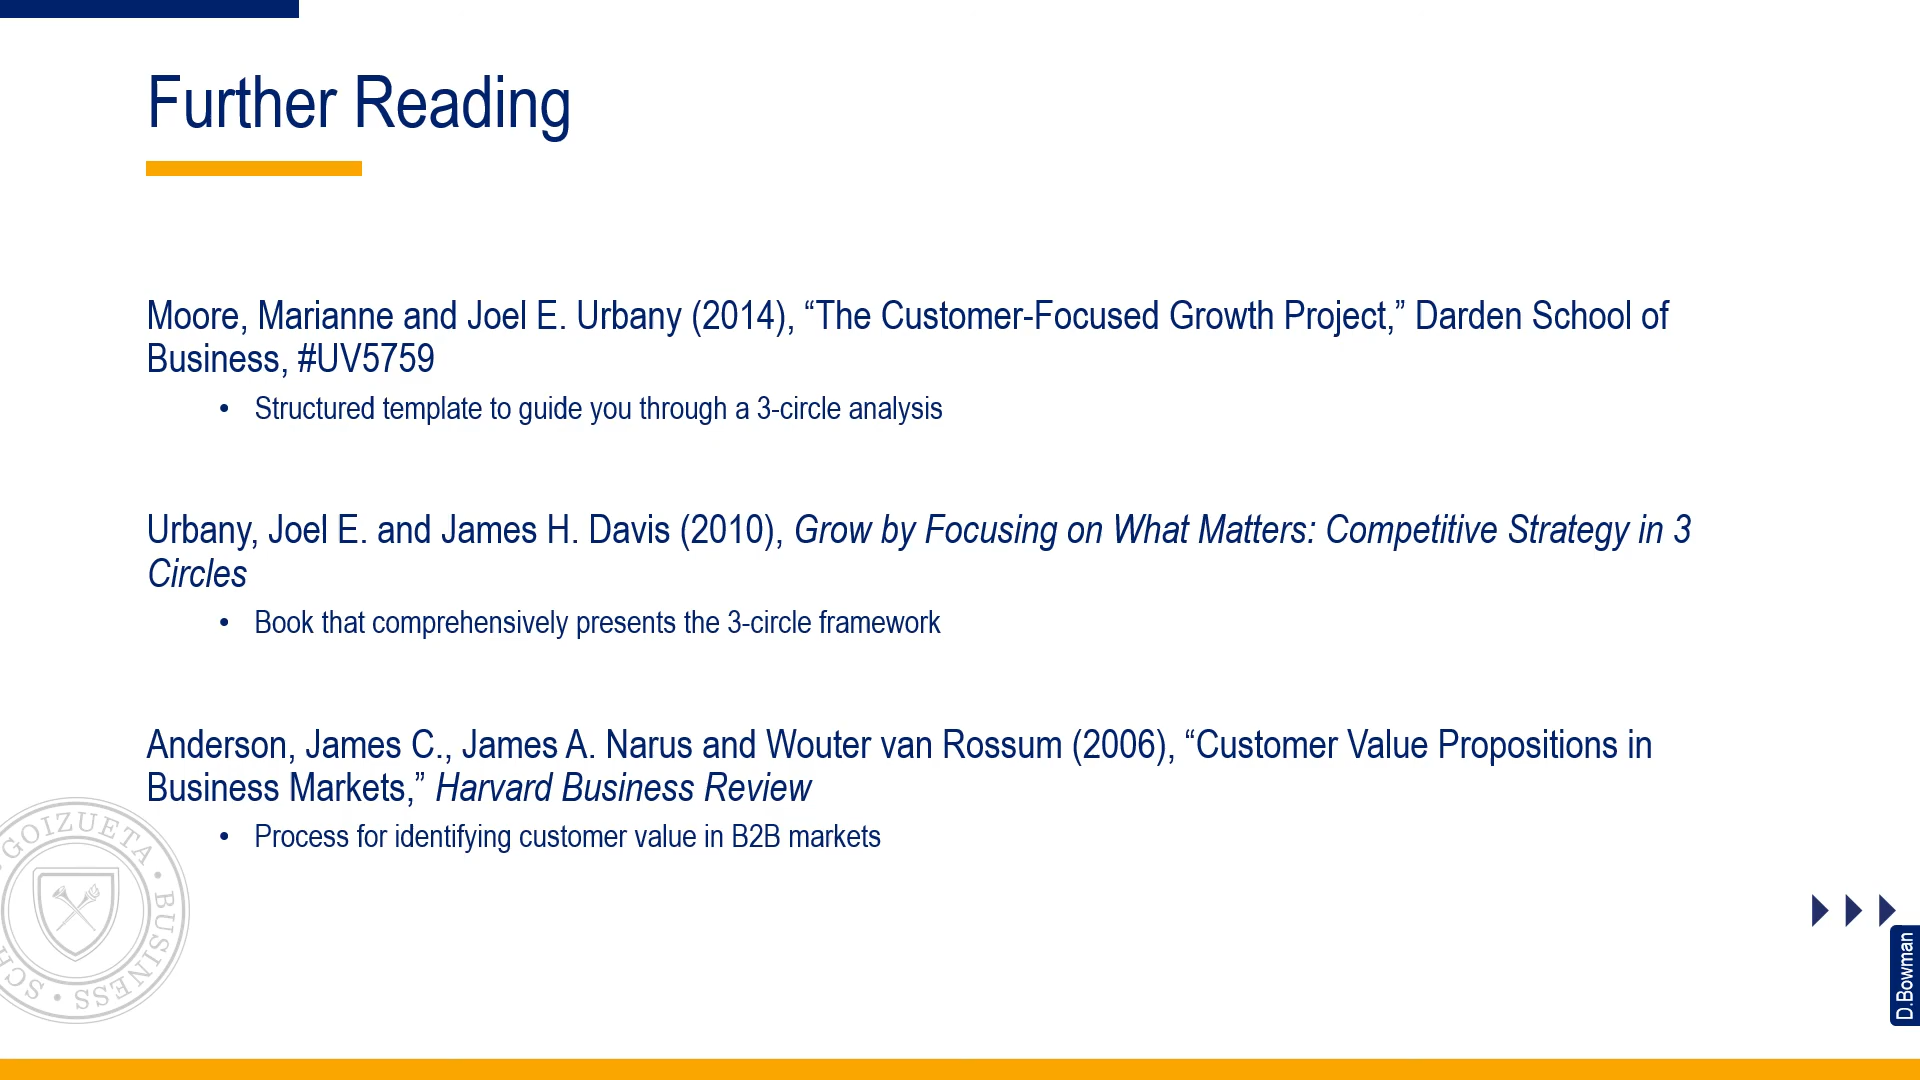 Further Reading
Moore, Marianne and Joel E. Urbany (2014), “The Customer-Focused Growth Project,” Darden School of
Business, #UV5759
• Structured template to guide you through a 3-circle analysis
Urbany, Joel E. and James H. Davis (2010), Grow by Focusing on What Matters: Competitive Strategy in 3
Circles
• Book that comprehensively presents the 3-circle framework
Anderson, James C., James A. Narus and Wouter van Rossum (2006), “Customer Value Propositions in
Business Markets,” Harvard Business Review
• Process for identifying customer value in B2B markets
GOIZUETA • BUSINESS • SCH
D.Bowman